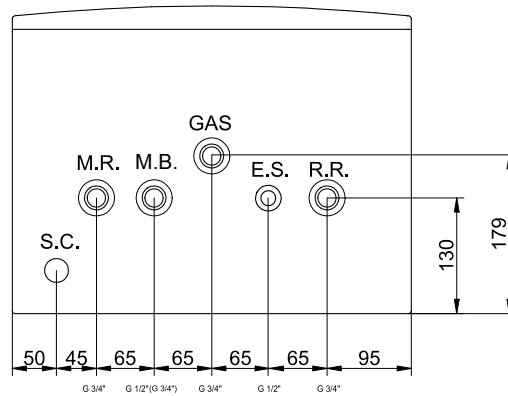 GAS
M.R. M.B. E.S. R.R.
S.C.
130
179
50 45 65 65 65 65 95
G 3/4" G 1/2"(G 3/4") G 3/4" G 1/2" G 3/4"